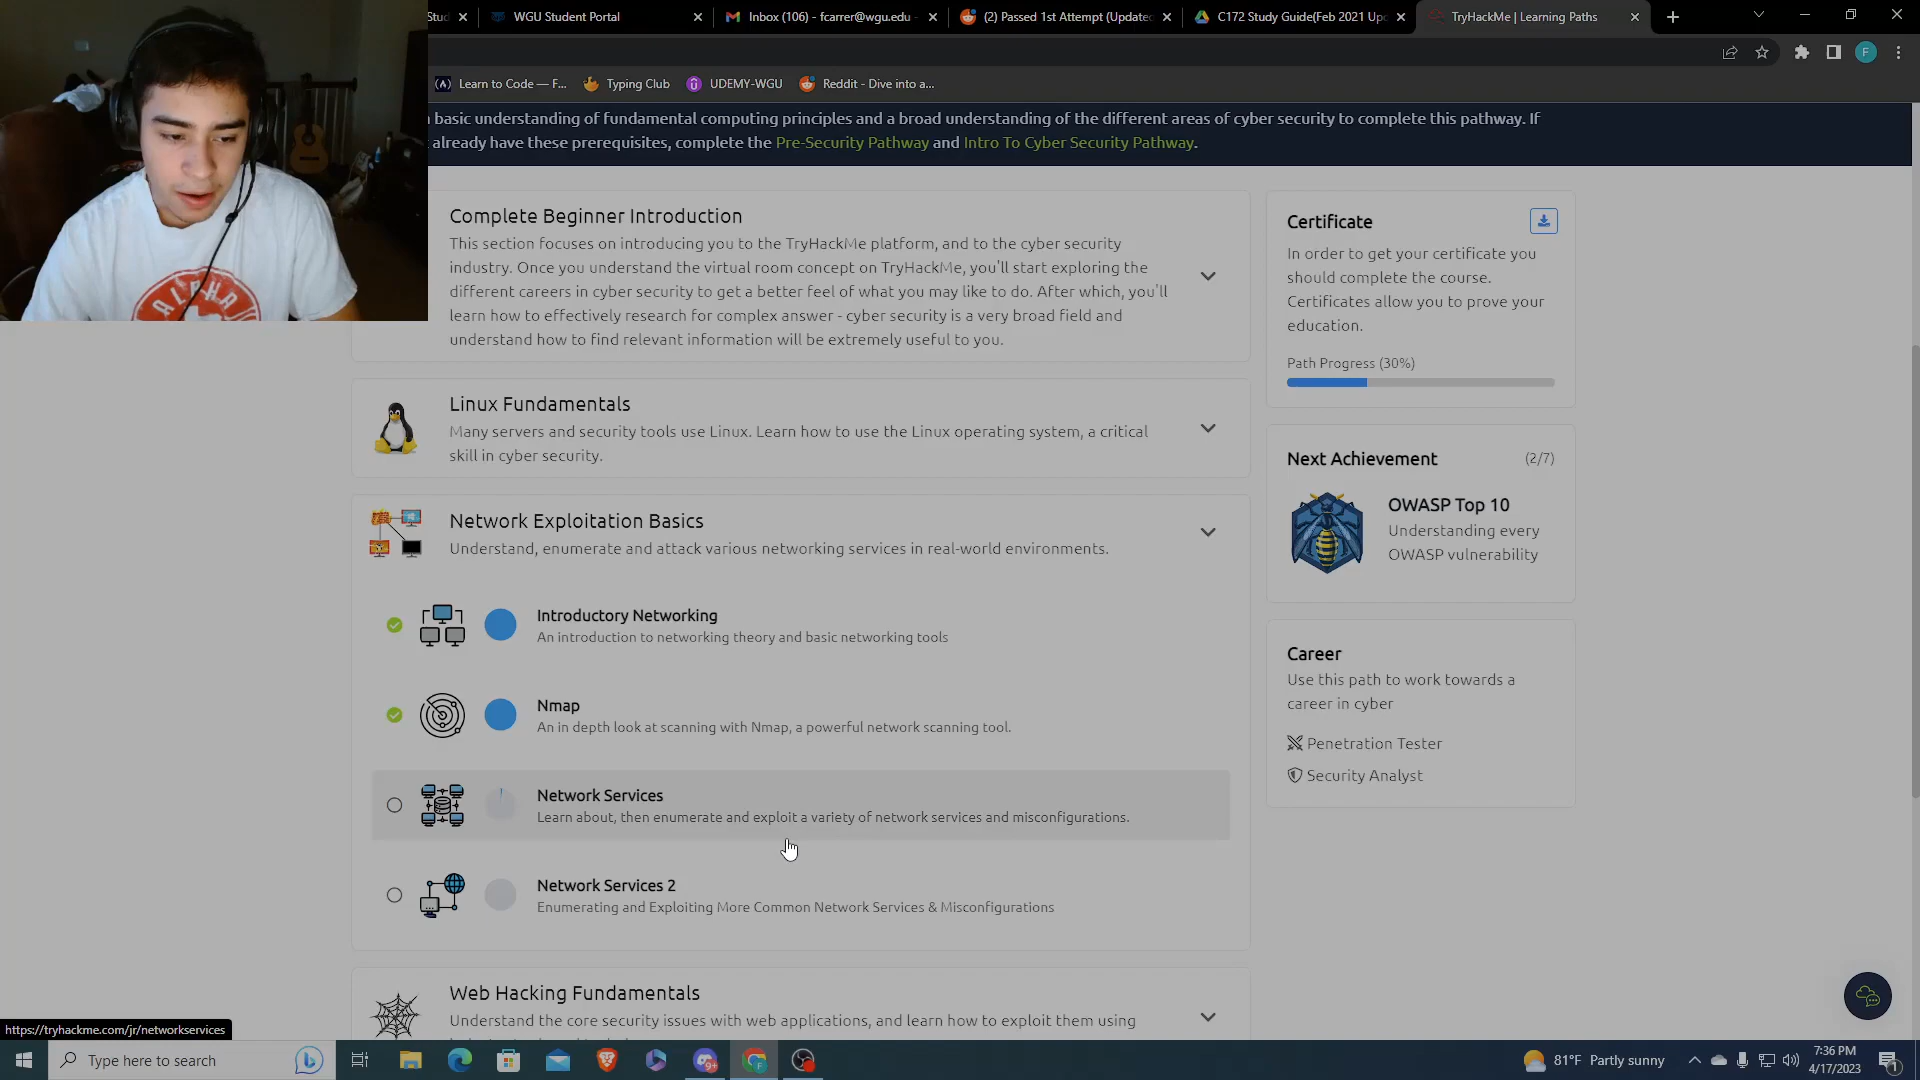 Stud
WGU Student Portal
Inbox (106) - fcarrer@wgu.edu -
(2) Passed 1st Attempt (Update
C172 Study Guide(Feb 2021 Up
TryHackMe | Learning Paths
F
Learn to Code — F...
Typing Club
UDEMY-WGU
Reddit - Dive into a...
basic understanding of fundamental computing principles and a broad understanding of the different areas of cyber security to complete this pathway. If
already have these prerequisites, complete the Pre-Security Pathway and Intro To Cyber Security Pathway.
ALPHA
Complete Beginner Introduction
This section focuses on introducing you to the TryHackMe platform, and to the cyber security
industry. Once you understand the virtual room concept on TryHackMe, you'll start exploring the
different careers in cyber security to get a better feel of what you may like to do. After which, you'll
learn how to effectively research for complex answer - cyber security is a very broad field and
understand how to find relevant information will be extremely useful to you.
Linux Fundamentals
Many servers and security tools use Linux. Learn how to use the Linux operating system, a critical
skill in cyber security.
Network Exploitation Basics
Understand, enumerate and attack various networking services in real-world environments.
Introductory Networking
An introduction to networking theory and basic networking tools
Nmap
An in depth look at scanning with Nmap, a powerful network scanning tool.
Network Services
Learn about, then enumerate and exploit a variety of network services and misconfigurations.
Network Services 2
Enumerating and Exploiting More Common Network Services & Misconfigurations
Web Hacking Fundamentals
Understand the core security issues with web applications, and learn how to exploit them using
Certificate
In order to get your certificate you
should complete the course.
Certificates allow you to prove your
education.
Path Progress (30%)
Next Achievement (2/7)
OWASP Top 10
Understanding every
OWASP vulnerability
Career
Use this path to work towards a
career in cyber
Penetration Tester
Security Analyst
https://tryhackme.com/jr/networkservices
Type here to search
9+
F
81°F Partly sunny
7:36 PM
4/17/2023
1